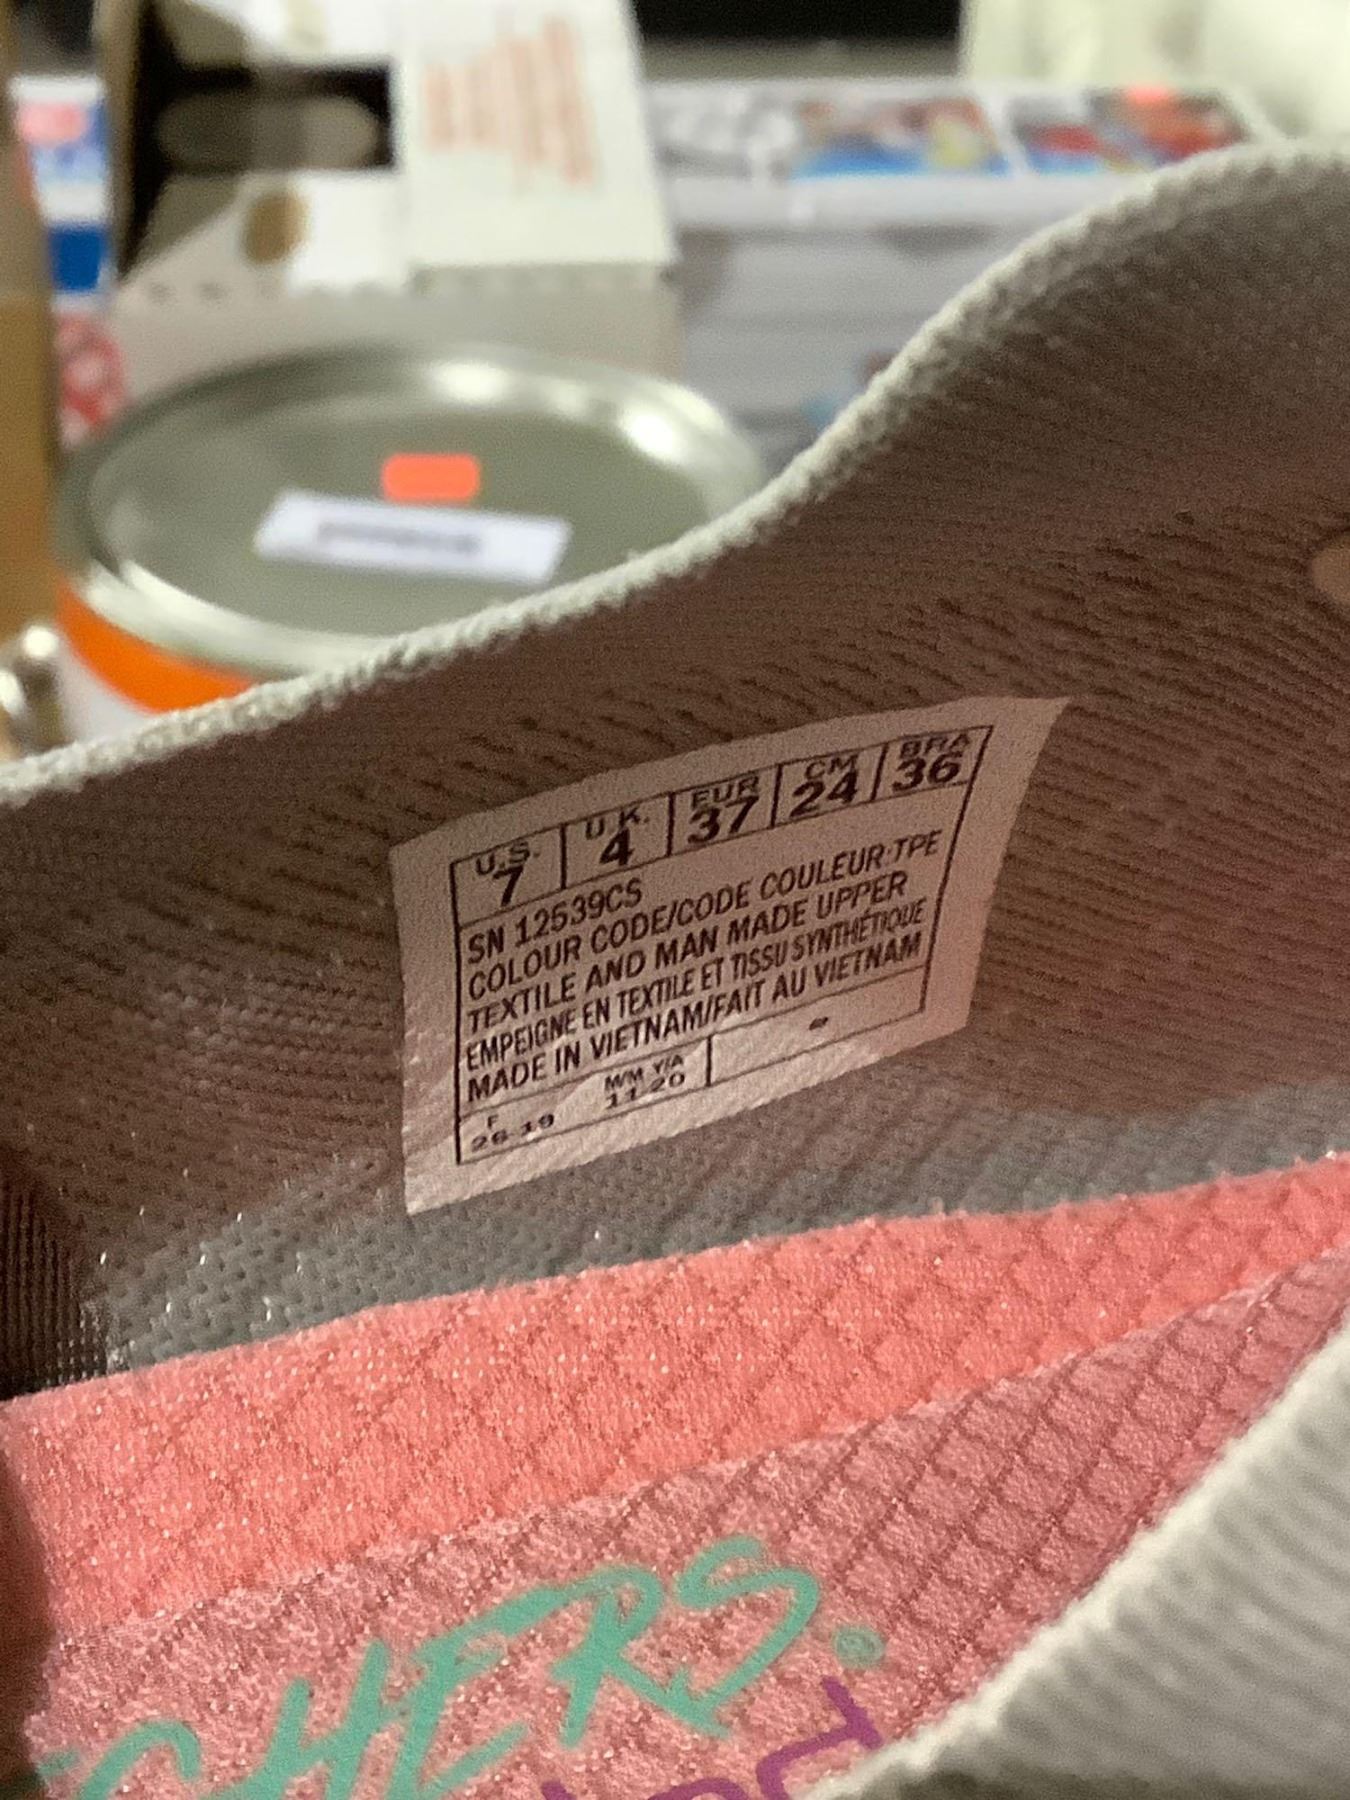 U.S. U.K. EUR CM BRA
7 4 37 24 36
SN 12539CS
COLOUR CODE/CODE COULEUR:TPE
TEXTILE AND MAN MADE UPPER
EMPEIGNE EN TEXTILE ET TISSU SYNTHÉTIQUE
MADE IN VIETNAM/FAIT AU VIETNAM
F M/M Y/A
26-19 11-20
CHERS®